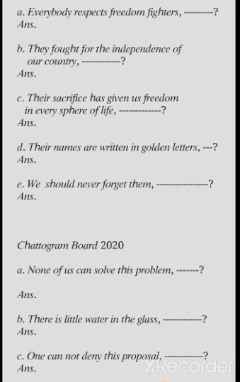 a. Everybody respects freedom fighters, ---------?
Ans.
b. They fought for the independence of
our country, ------------?
Ans.
c. Their sacrifice has given us freedom
in every sphere of life, -------------?
Ans.
d. Their names are written in golden letters, ---?
Ans.
e. We should never forget them, ----------------?
Ans.
Chattogram Board 2020
a. None of us can solve this problem, -------?
Ans.
b. There is little water in the glass, ------------?
Ans.
c. One can not deny this proposal, ------------?
Ans.
XRecorder